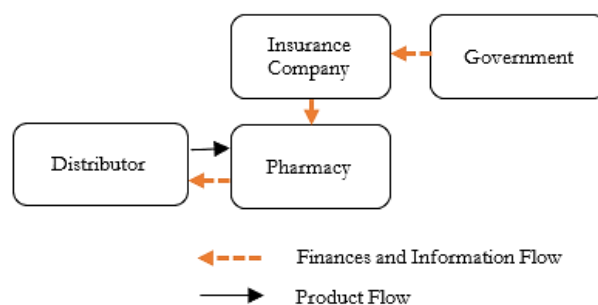 Insurance
Company
Government
Distributor
Pharmacy
Finances and Information Flow
Product Flow